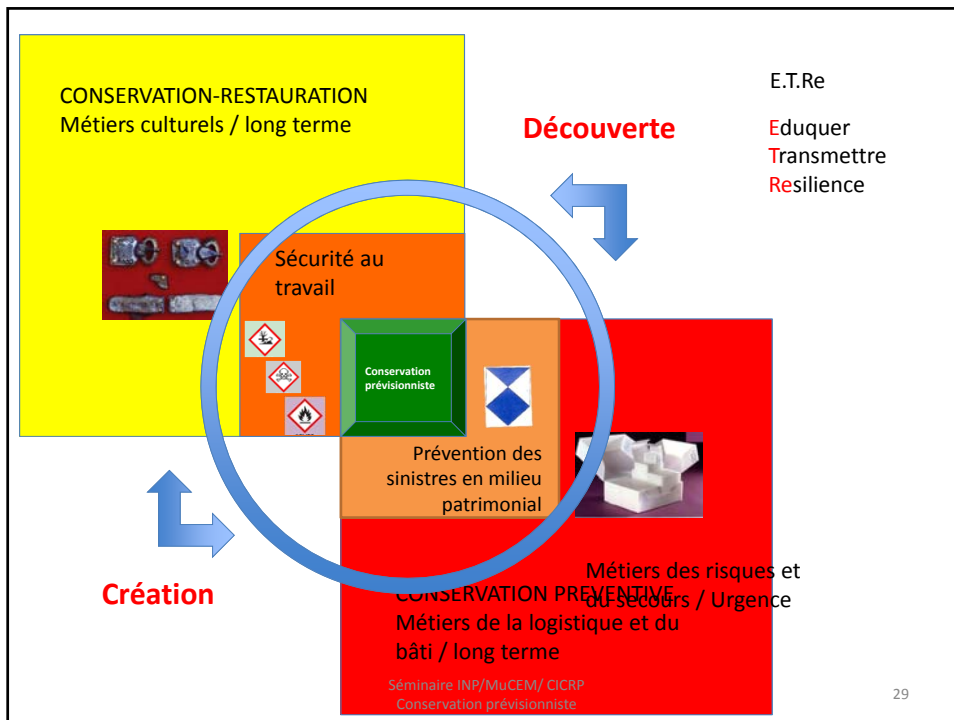 CONSERVATION-RESTAURATION
Métiers culturels / long terme
Découverte
E.T.Re
Eduquer
Transmettre
Resilience
Sécurité au
travail
Conservation
prévisionniste
Prévention des
sinistres en milieu
patrimonial
Création
Métiers des risques et
du secours / Urgence
CONSERVATION PREVENTIVE
Métiers de la logistique et du
bâti / long terme
Séminaire INP/MuCEM/ CICRP
Conservation prévisionniste
29